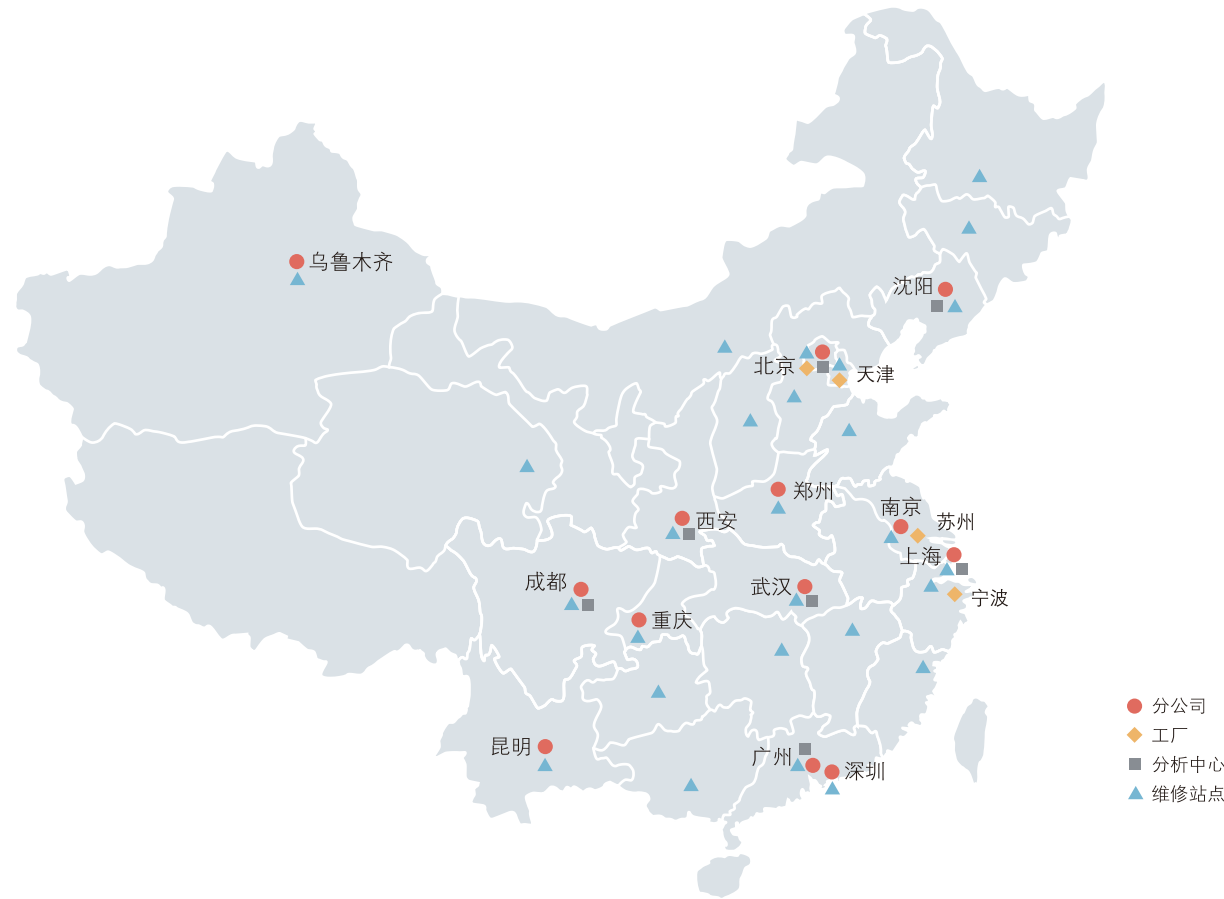 乌鲁木齐
沈阳
北京
天津
郑州
南京
苏州
西安
上海
成都
武汉
宁波
重庆
昆明
广州
深圳
分公司
工厂
分析中心
维修站点